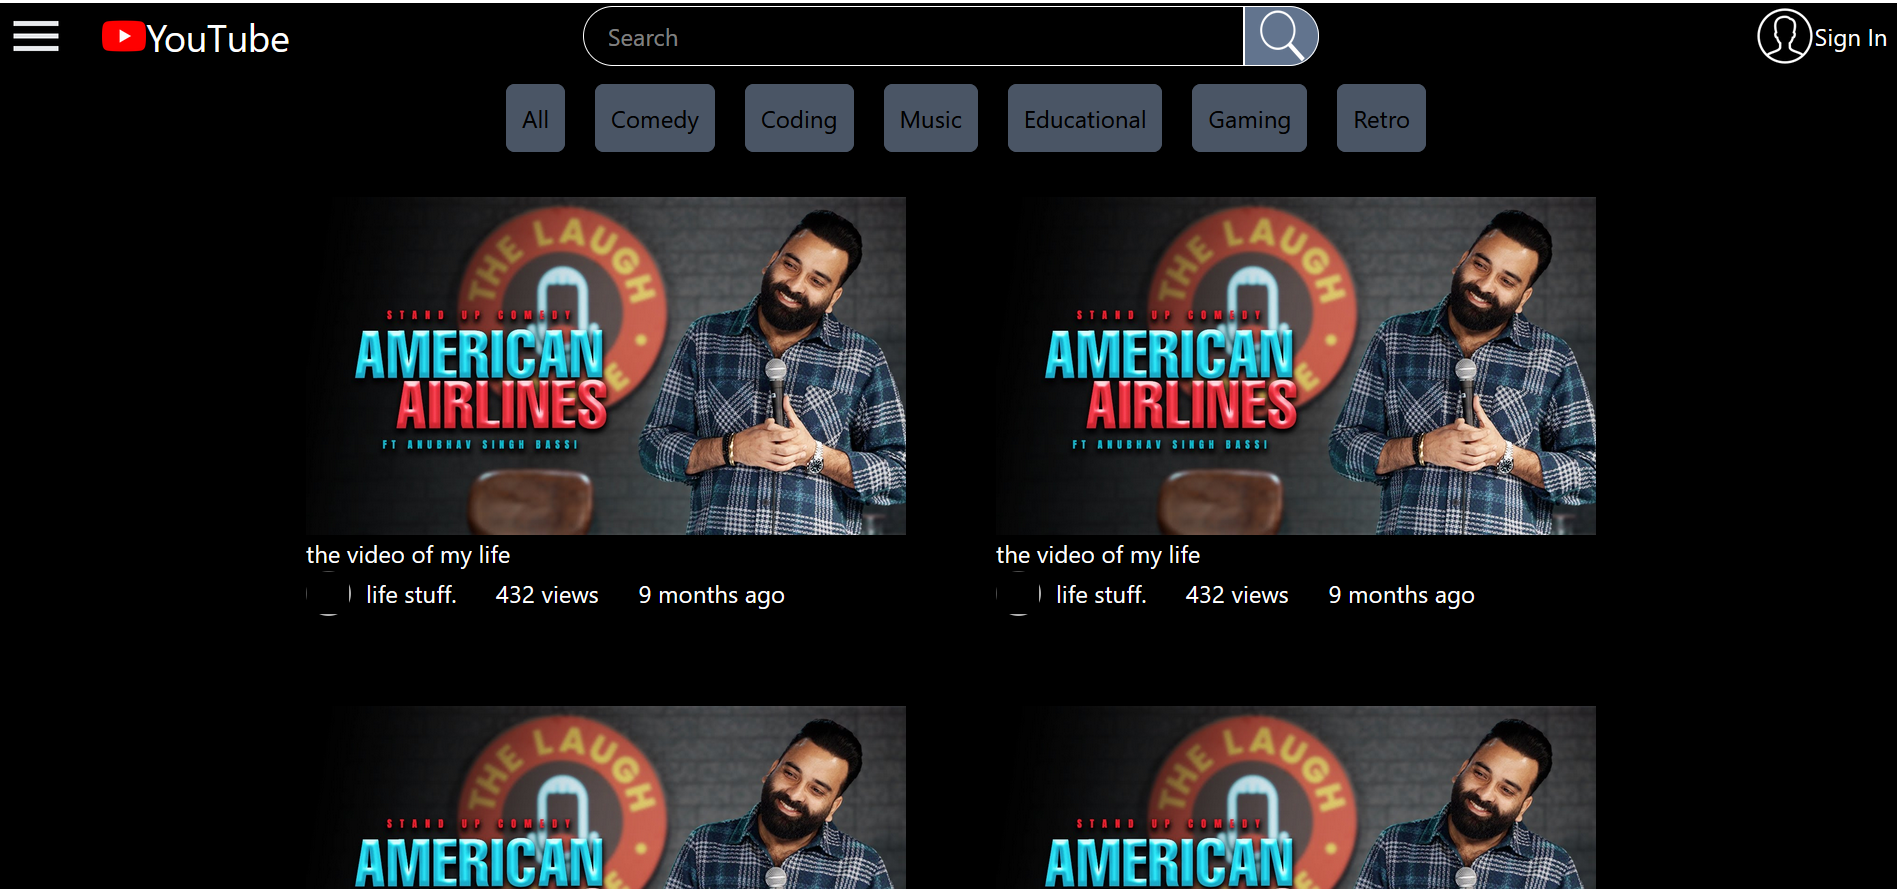 YouTube
Search
Sign In
All Comedy Coding Music Educational Gaming Retro
THE LAUGH
STAND UP COMEDY
AMERICAN
AIRLINES
FT ANUBHAV SINGH BASSI
the video of my life
life stuff. 432 views 9 months ago
THE LAUGH
STAND UP COMEDY
AMERICAN
AIRLINES
FT ANUBHAV SINGH BASSI
the video of my life
life stuff. 432 views 9 months ago
THE LAUGH
STAND UP COMEDY
AMERICAN
THE LAUGH
STAND UP COMEDY
AMERICAN